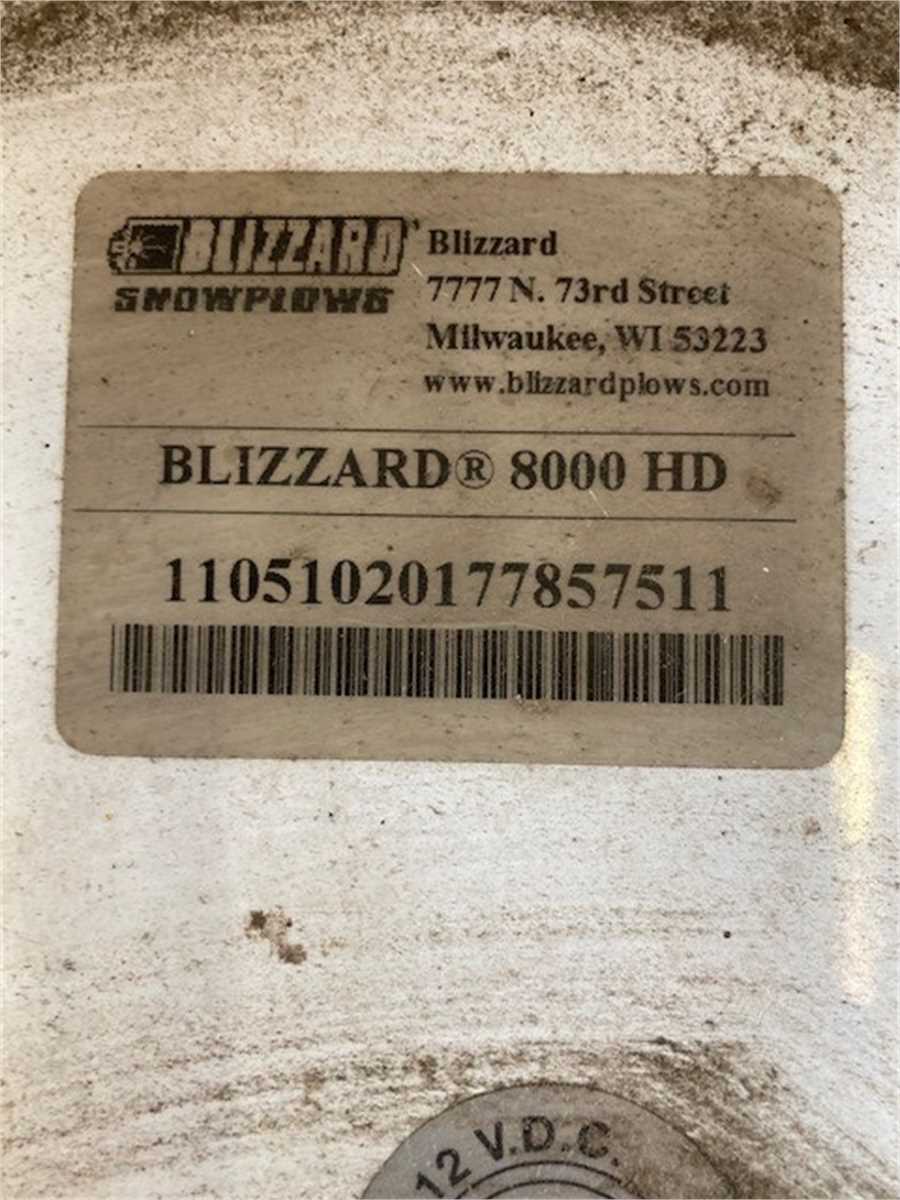 BLIZZARD
SNOWPLOWS
Blizzard
7777 N. 73rd Street
Milwaukee, WI 53223
www.blizzardplows.com
BLIZZARD® 8000 HD
11051020177857511
12 V.D.C.